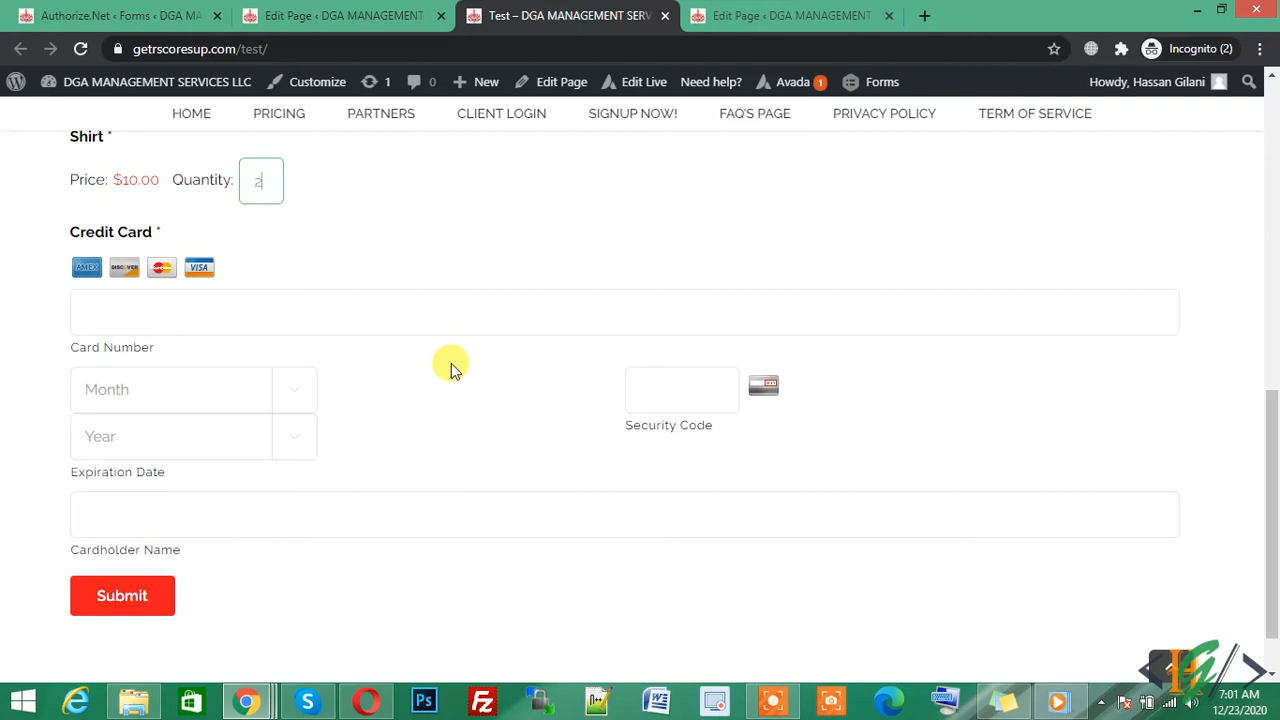 Authorize.Net ‹ Forms ‹ DGA MA
Edit Page ‹ DGA MANAGEMENT
Test – DGA MANAGEMENT SERV
Edit Page ‹ DGA MANAGEMENT
getrscoresup.com/test/
Incognito (2)
DGA MANAGEMENT SERVICES LLC
Customize
1
0
New
Edit Page
Edit Live
Need help?
Avada 1
Forms
Howdy, Hassan Gilani
HOME
PRICING
PARTNERS
CLIENT LOGIN
SIGNUP NOW!
FAQ'S PAGE
PRIVACY POLICY
TERM OF SERVICE
Shirt *
Price: $10.00 Quantity: 2
Credit Card *
AMEX DISCOVER VISA
Card Number
Month
Year
Security Code
Expiration Date
Cardholder Name
Submit
7:01 AM
12/23/2020